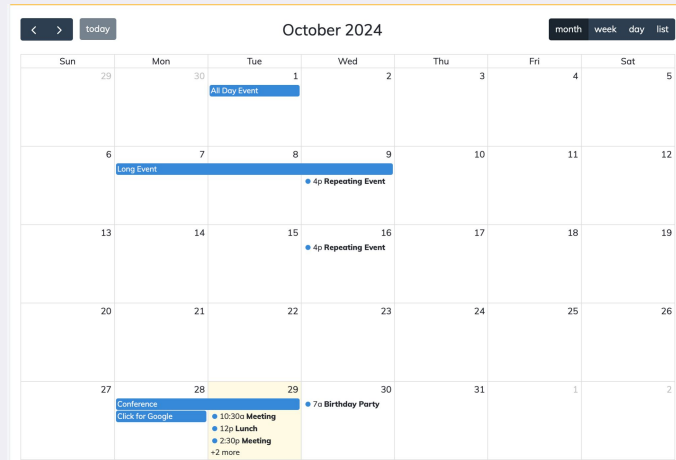 today
October 2024
month week day list
Sun Mon Tue Wed Thu Fri Sat
29 30 1 2 3 4 5
All Day Event
6 7 8 9 10 11 12
Long Event
4p Repeating Event
13 14 15 16 17 18 19
4p Repeating Event
20 21 22 23 24 25 26
27 28 29 30 31 1 2
Conference
7a Birthday Party
Click for Google
10:30a Meeting
12p Lunch
2:30p Meeting
+2 more